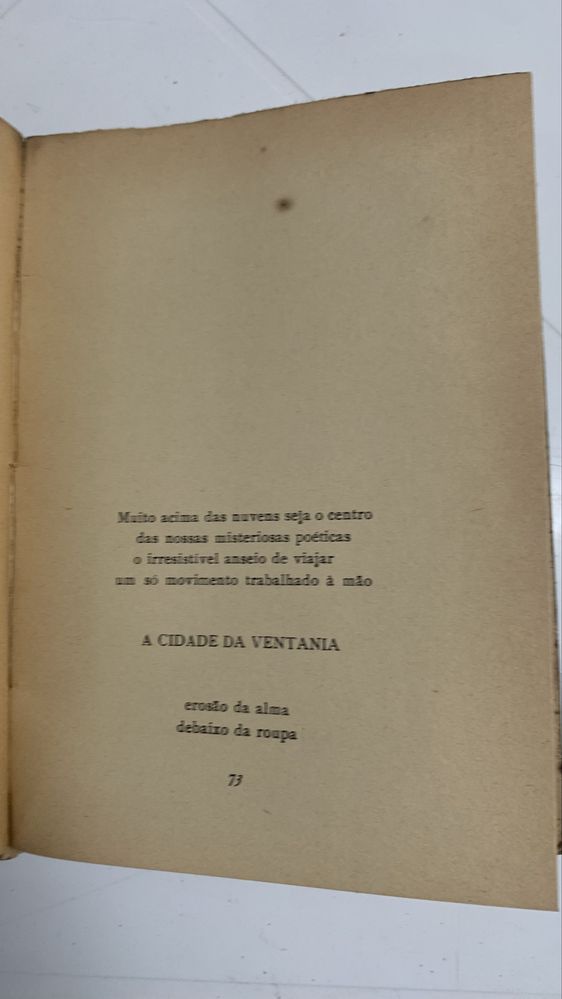 Muito acima das nuvens seja o centro
das nossas misteriosas poéticas
o irresistível anseio de viajar
um só movimento trabalhado à mão
A CIDADE DA VENTANIA
erosão da alma
debaixo da roupa
73